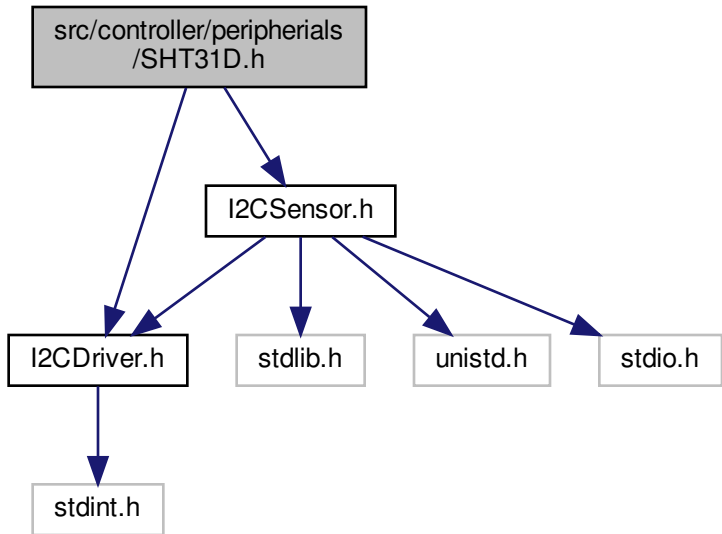 src/controller/peripherials
/SHT31D.h
I2CSensor.h
I2CDriver.h
stdlib.h
unistd.h
stdio.h
stdint.h